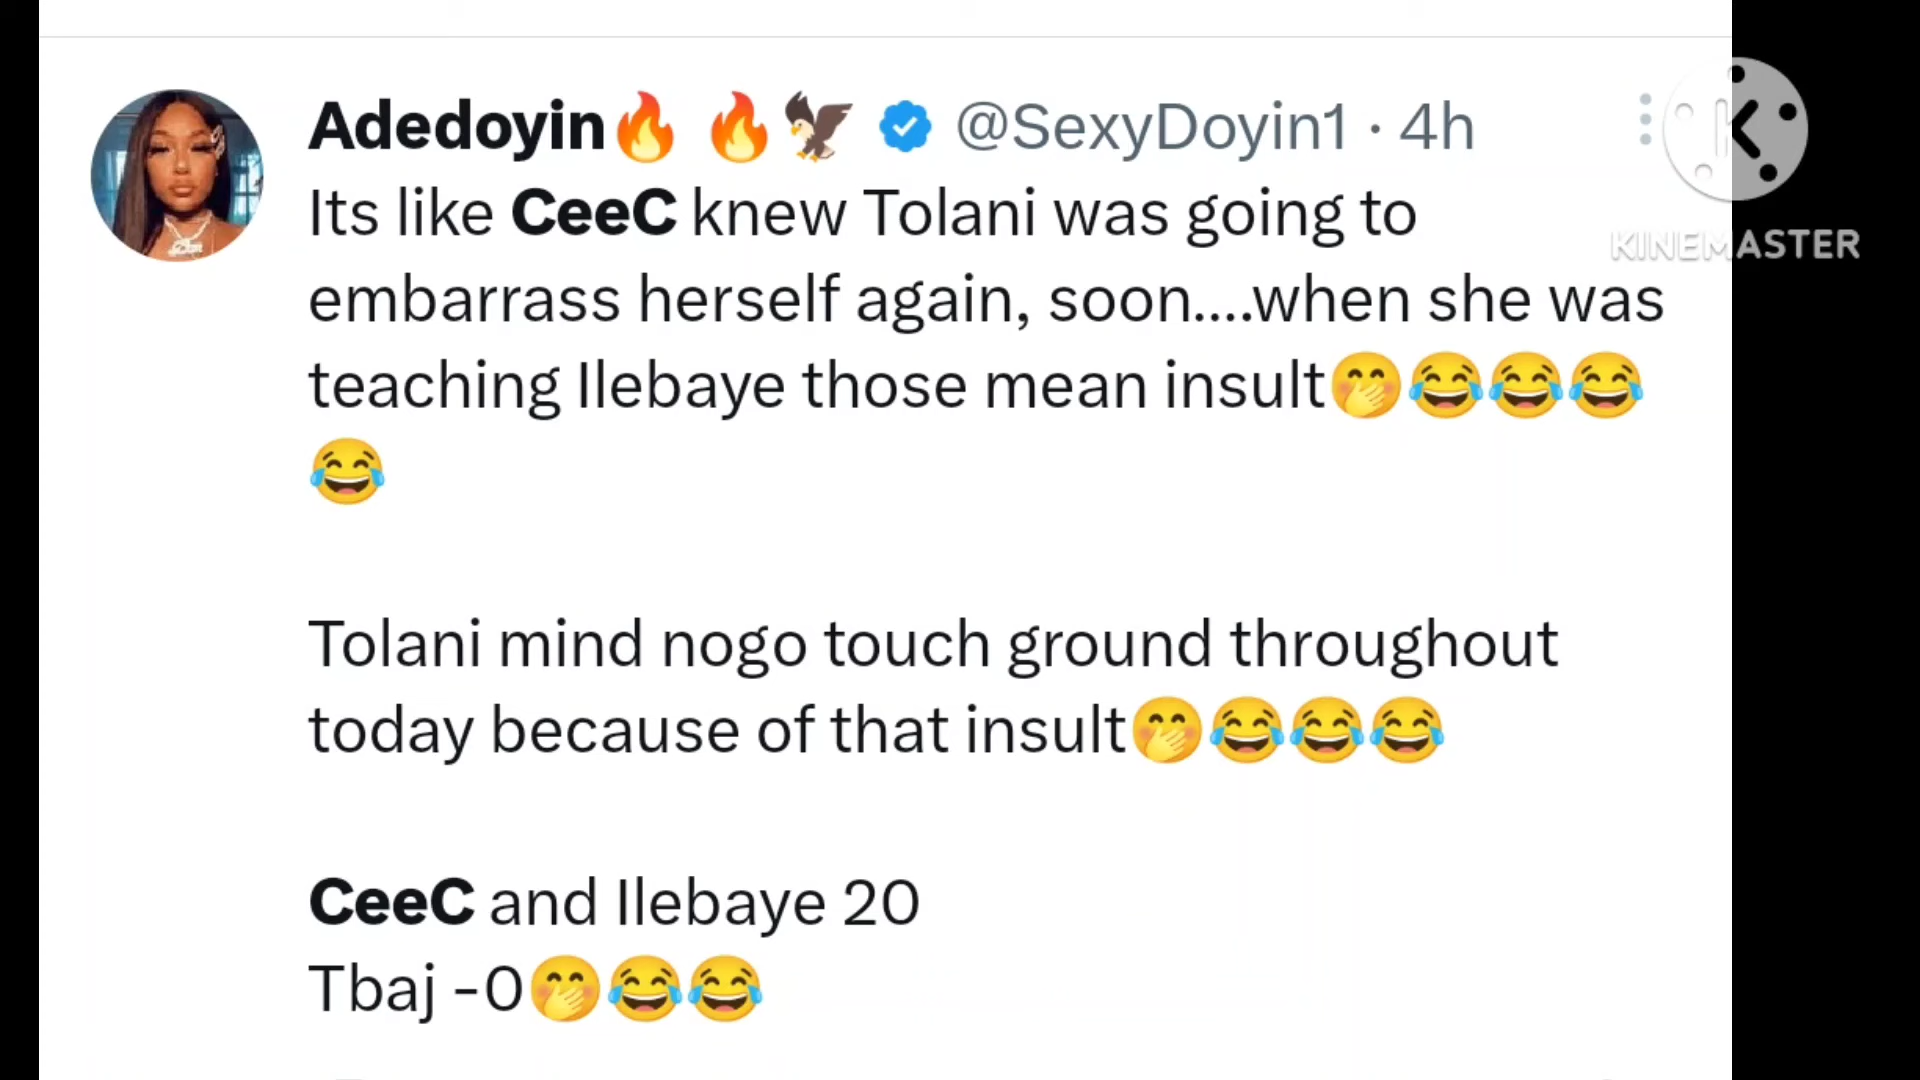 Adedoyin🔥 🔥🦅 @SexyDoyin1 · 4h
Its like CeeC knew Tolani was going to
embarrass herself again, soon....when she was
teaching Ilebaye those mean insult🤭😂😂😂
😂
Tolani mind nogo touch ground throughout
today because of that insult🤭😂😂😂
CeeC and Ilebaye 20
Tbaj -0🤭😂😂
KINEMASTER